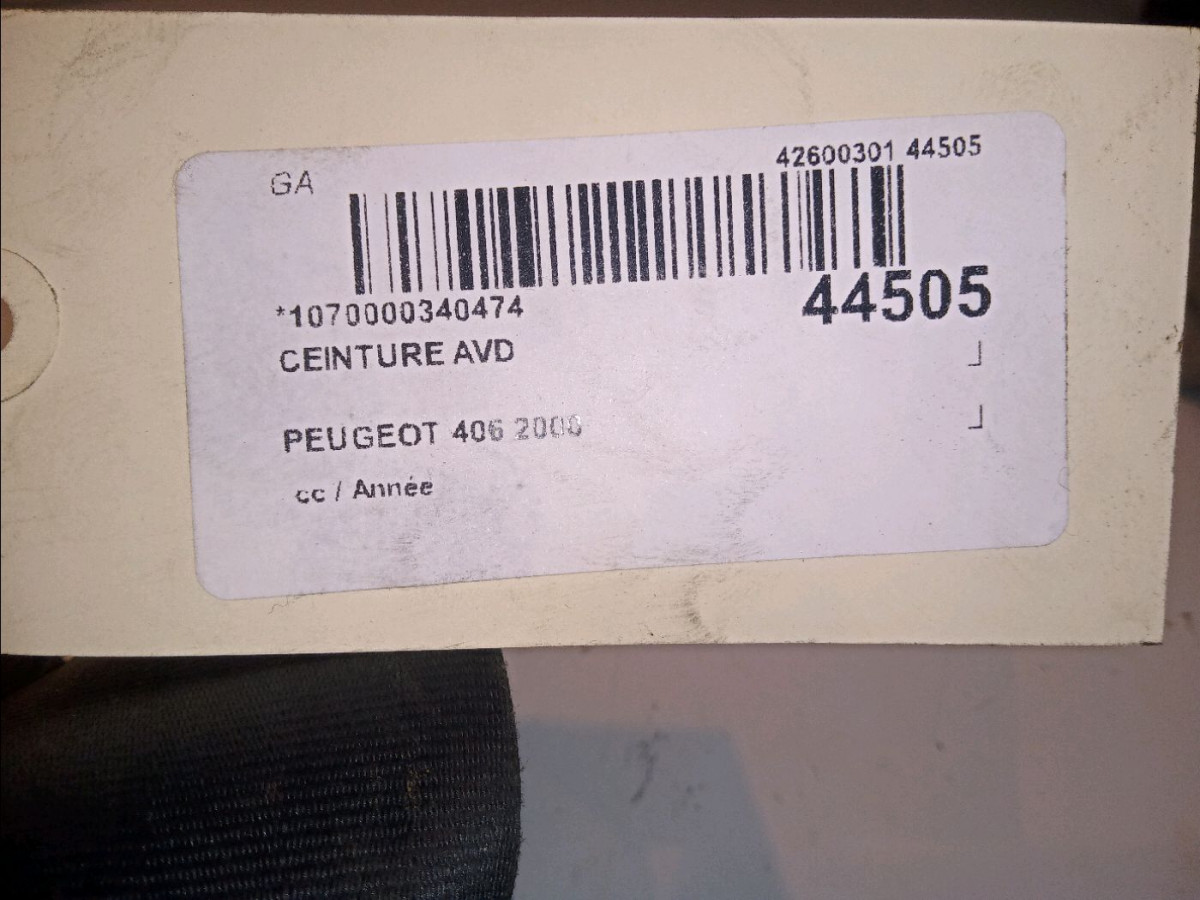 GA
42600301 44505
*1070000340474
44505
CEINTURE AVD
PEUGEOT 406 2000
cc / Année